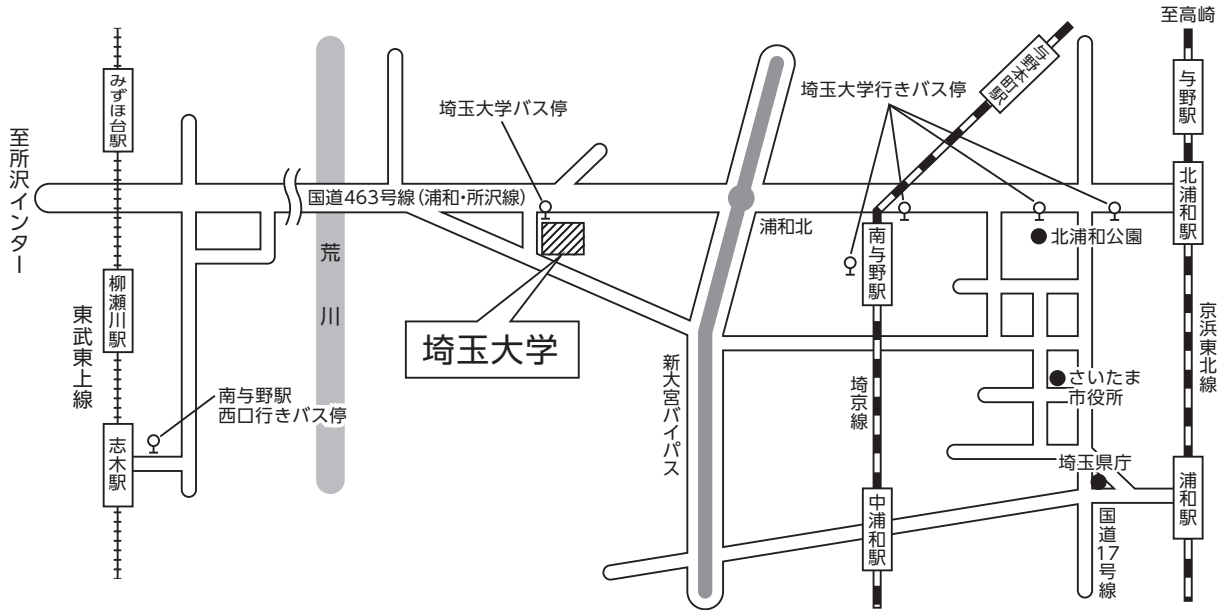 至高崎
与野本町駅
与野駅
みずほ台駅
埼玉大学バス停
埼玉大学行きバス停
至所沢インター
国道463号線(浦和・所沢線)
北浦和駅
浦和北
北浦和公園
南与野駅
荒川
柳瀬川駅
東武東上線
埼玉大学
京浜東北線
新大宮バイパス
埼京線
さいたま
市役所
南与野駅
西口行きバス停
志木駅
埼玉県庁
浦和駅
中浦和駅
国道17号線